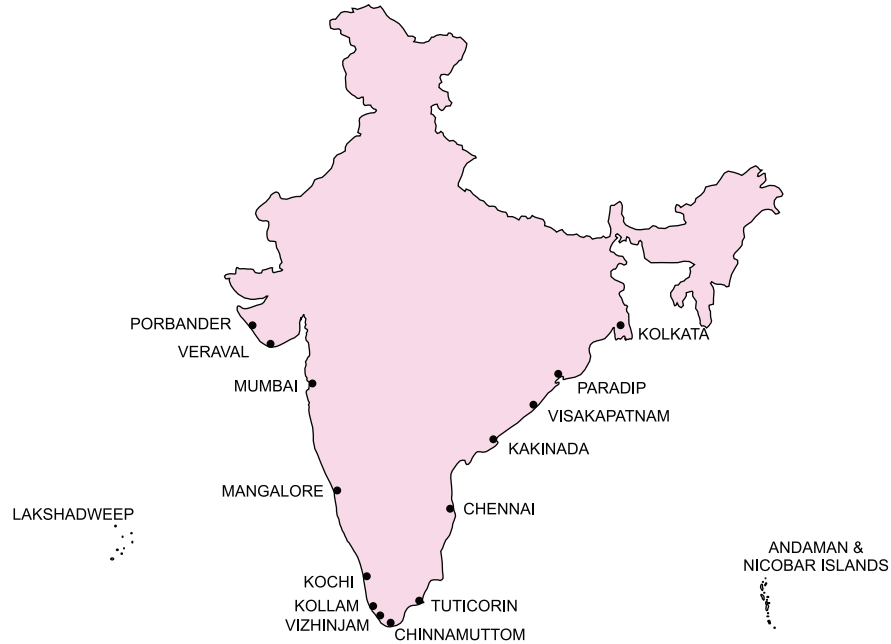 PORBANDER
KOLKATA
VERAVAL
MUMBAI
PARADIP
VISAKAPATNAM
KAKINADA
MANGALORE
CHENNAI
LAKSHADWEEP
ANDAMAN &
NICOBAR ISLANDS
KOCHI
KOLLAM
TUTICORIN
VIZHINJAM
CHINNAMUTTOM